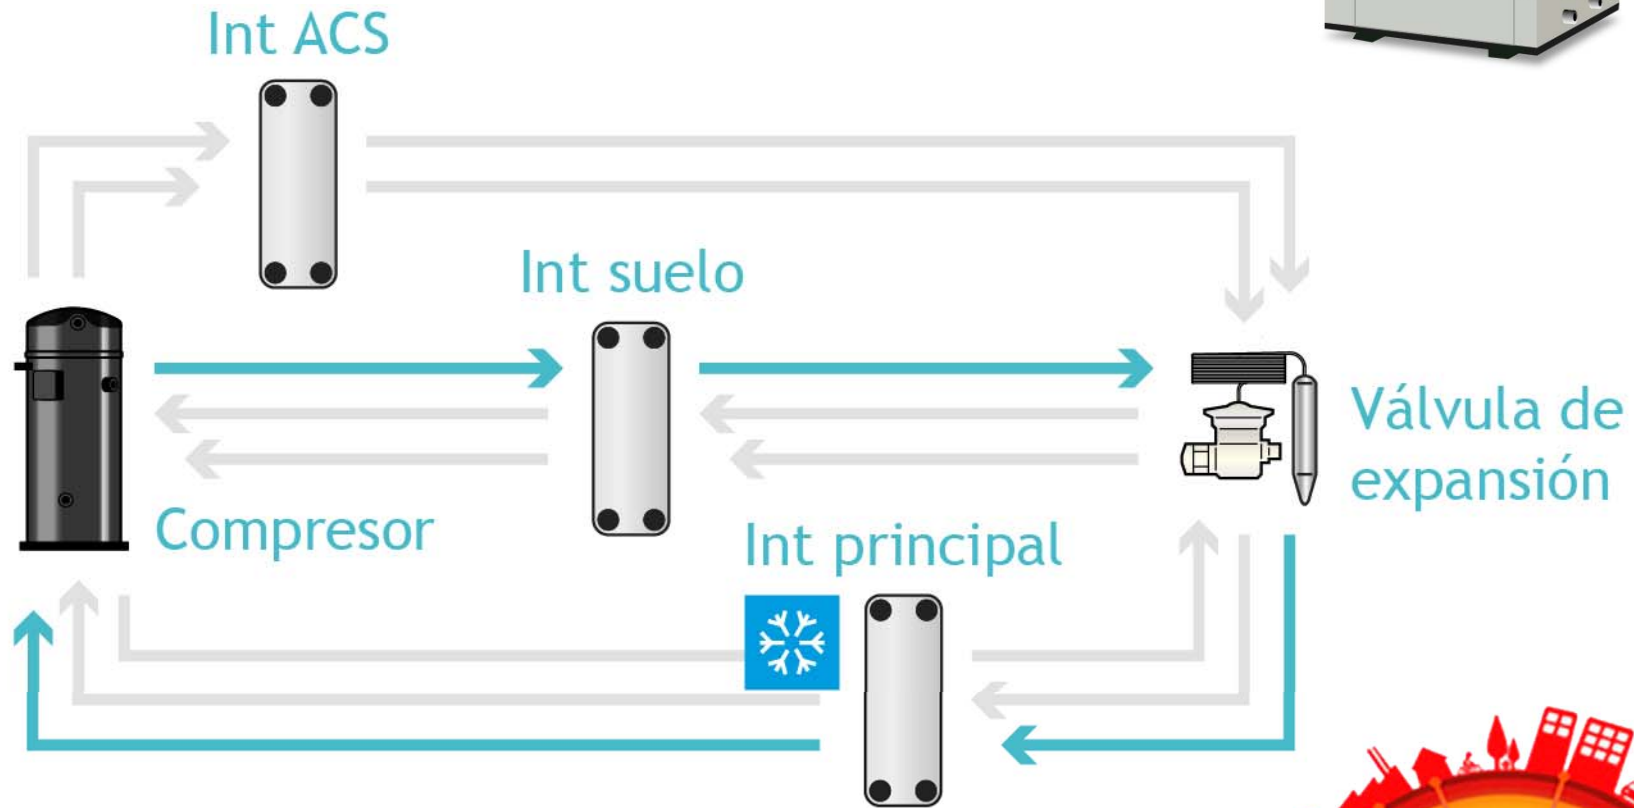 Int ACS
Int suelo
Válvula de
expansión
Compresor
Int principal